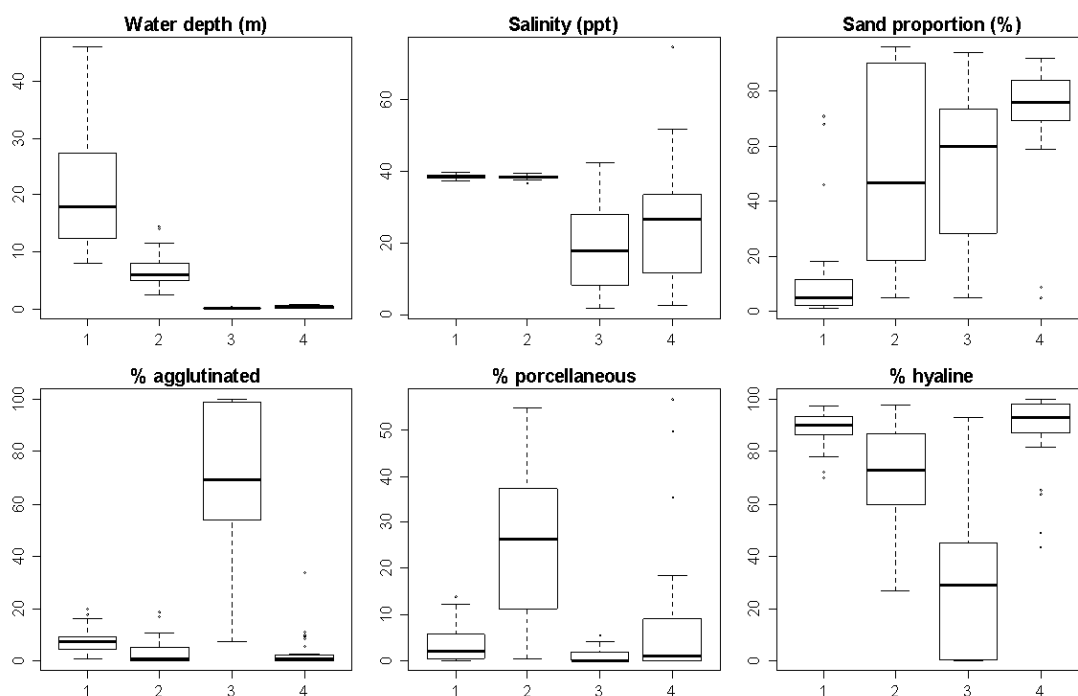 Water depth (m)
Salinity (ppt)
Sand proportion (%)
0 10 20 30 40
1 2 3 4
0 20 40 60
1 2 3 4
0 20 40 60 80
1 2 3 4
% agglutinated
% porcellaneous
% hyaline
0 20 40 60 80 100
1 2 3 4
0 10 20 30 40 50
1 2 3 4
0 20 40 60 80 100
1 2 3 4